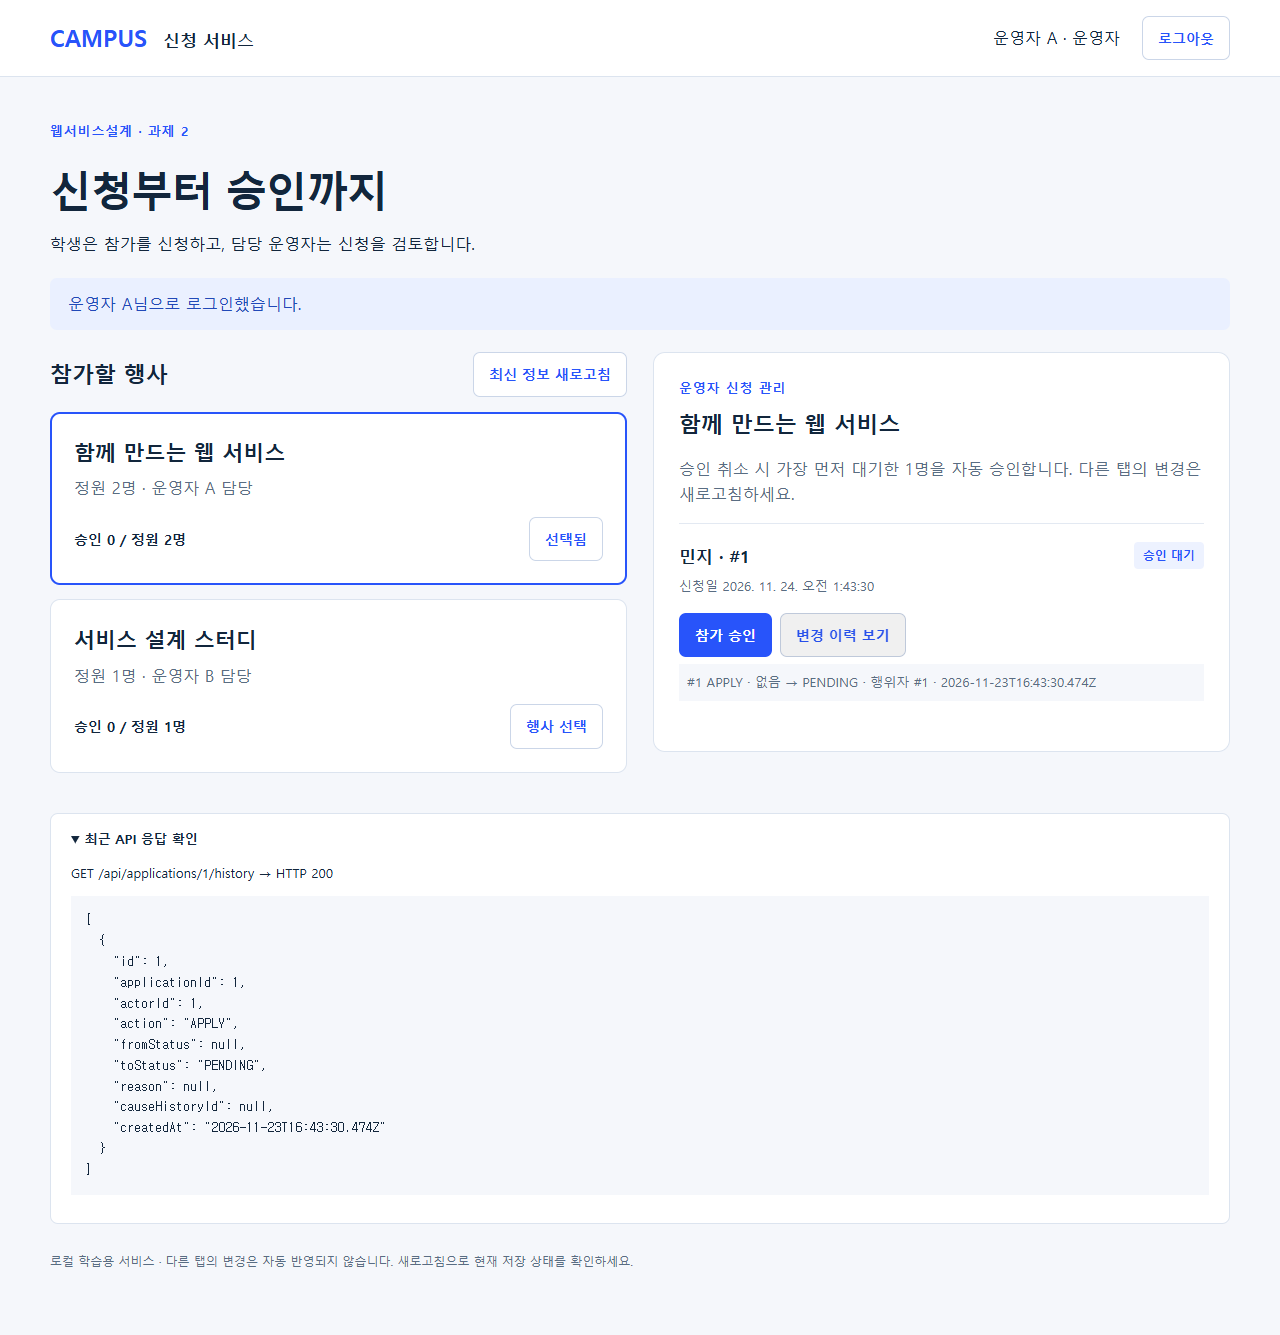 CAMPUS 신청 서비스
운영자 A · 운영자
로그아웃
웹서비스설계 · 과제 2
신청부터 승인까지
학생은 참가를 신청하고, 담당 운영자는 신청을 검토합니다.
운영자 A님으로 로그인했습니다.
참가할 행사
최신 정보 새로고침
함께 만드는 웹 서비스
정원 2명 · 운영자 A 담당
승인 0 / 정원 2명
선택됨
서비스 설계 스터디
정원 1명 · 운영자 B 담당
승인 0 / 정원 1명
행사 선택
운영자 신청 관리
함께 만드는 웹 서비스
승인 취소 시 가장 먼저 대기한 1명을 자동 승인합니다. 다른 탭의 변경은
새로고침하세요.
민지 · #1
승인 대기
신청일 2026. 11. 24. 오전 1:43:30
참가 승인
변경 이력 보기
#1 APPLY · 없음 → PENDING · 행위자 #1 · 2026-11-23T16:43:30.474Z
▼ 최근 API 응답 확인
GET /api/applications/1/history → HTTP 200
[
  {
    "id": 1,
    "applicationId": 1,
    "actorId": 1,
    "action": "APPLY",
    "fromStatus": null,
    "toStatus": "PENDING",
    "reason": null,
    "causeHistoryId": null,
    "createdAt": "2026-11-23T16:43:30.474Z"
  }
]
로컬 학습용 서비스 · 다른 탭의 변경은 자동 반영되지 않습니다. 새로고침으로 현재 저장 상태를 확인하세요.